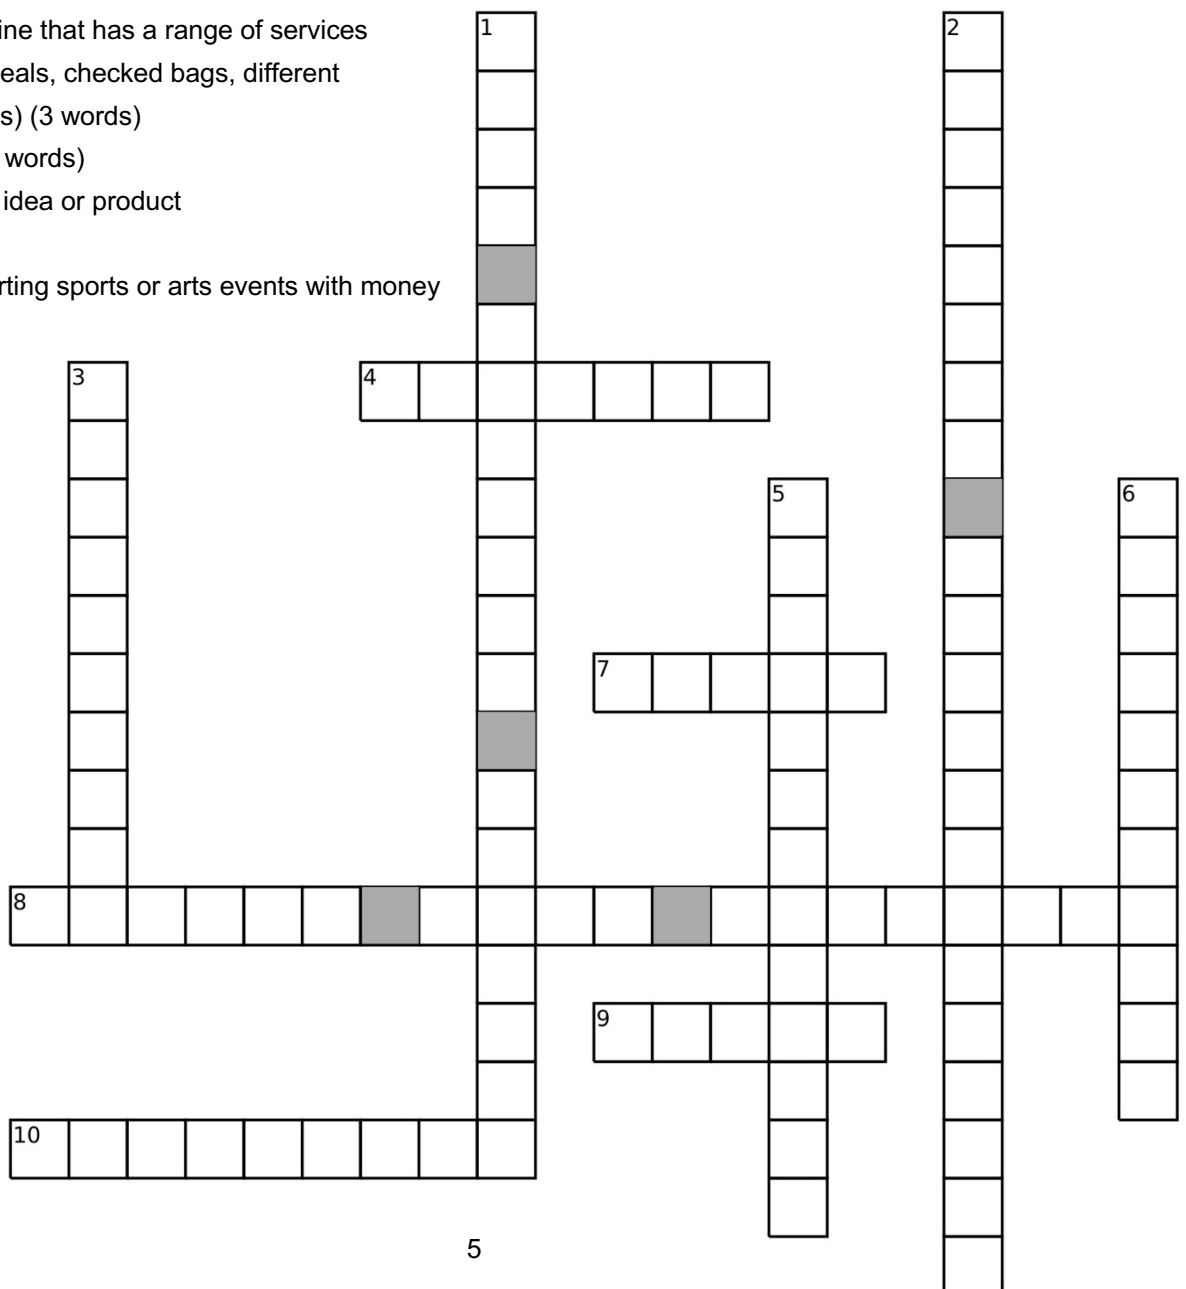 ine that has a range of services
eals, checked bags, different
s) (3 words)
words)
idea or product
rting sports or arts events with money
1
2
3
4
5
6
7
8
9
10
5